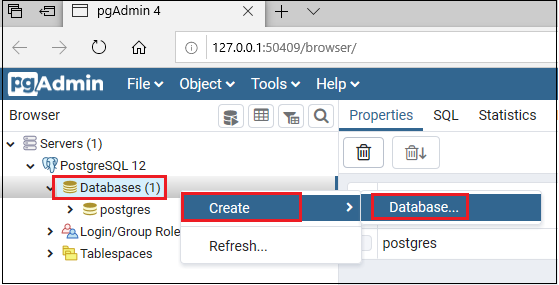 pgAdmin 4
127.0.0.1:50409/browser/
pgAdmin File Object Tools Help
Browser Properties SQL Statistics
Servers (1)
PostgreSQL 12
Databases (1)
postgres
Login/Group Role
Tablespaces
Create
Refresh...
Database...
postgres